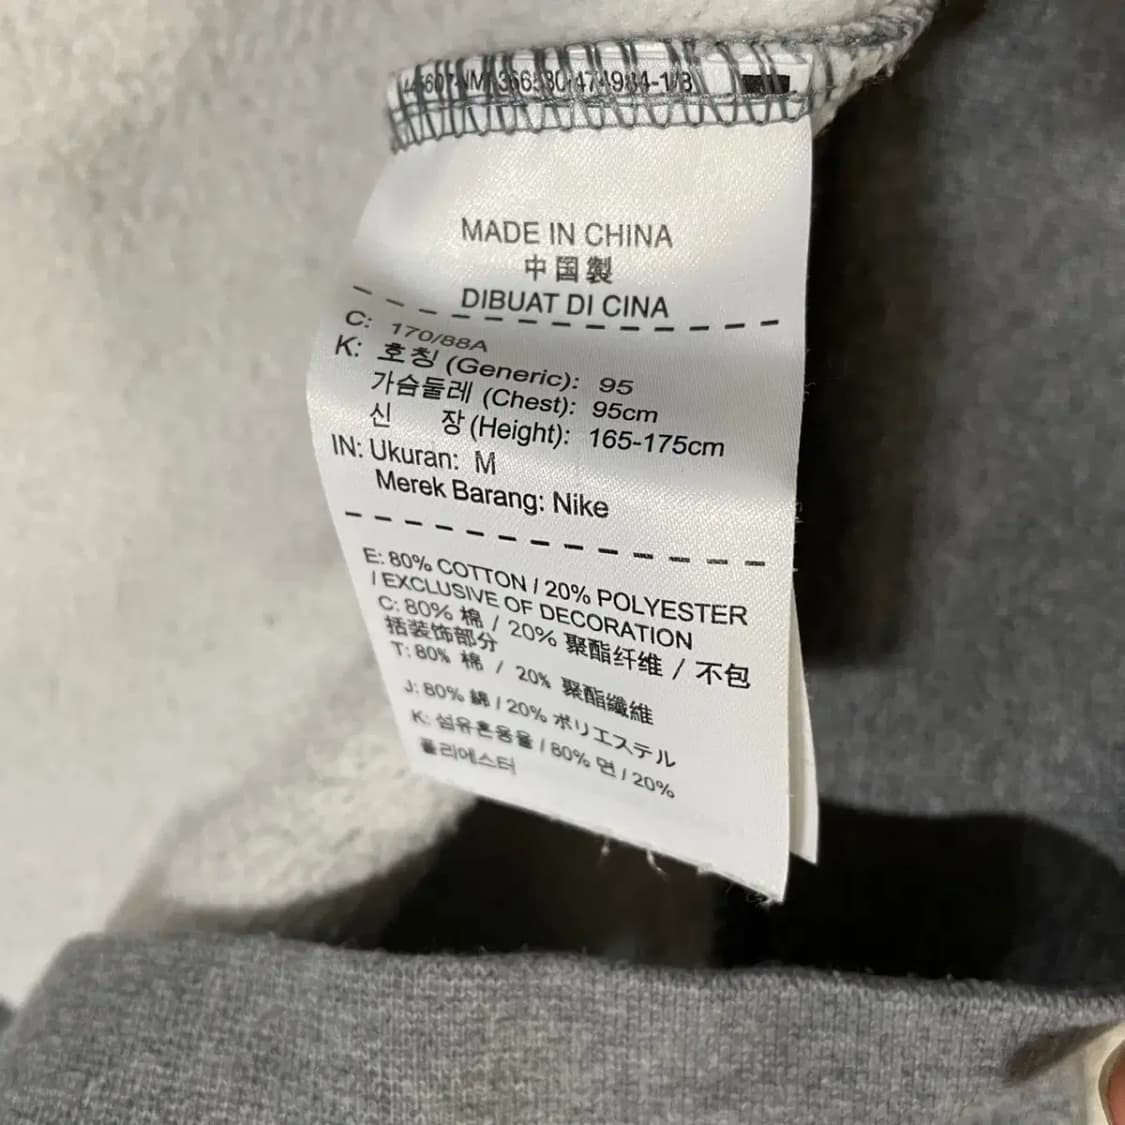 MADE IN CHINA
中国製
DIBUAT DI CINA
C: 170/88A
K: 호칭 (Generic): 95
가슴둘레 (Chest): 95cm
신 장 (Height): 165-175cm
IN: Ukuran: M
Merek Barang: Nike
E: 80% COTTON / 20% POLYESTER
/ EXCLUSIVE OF DECORATION
C: 80% 棉 / 20% 聚酯纤维 / 不包
括装饰部分
T: 80% 棉 / 20% 聚酯纖維
J: 80% 綿 / 20% ポリエステル
K: 섬유혼용율 / 80% 면 / 20%
폴리에스터